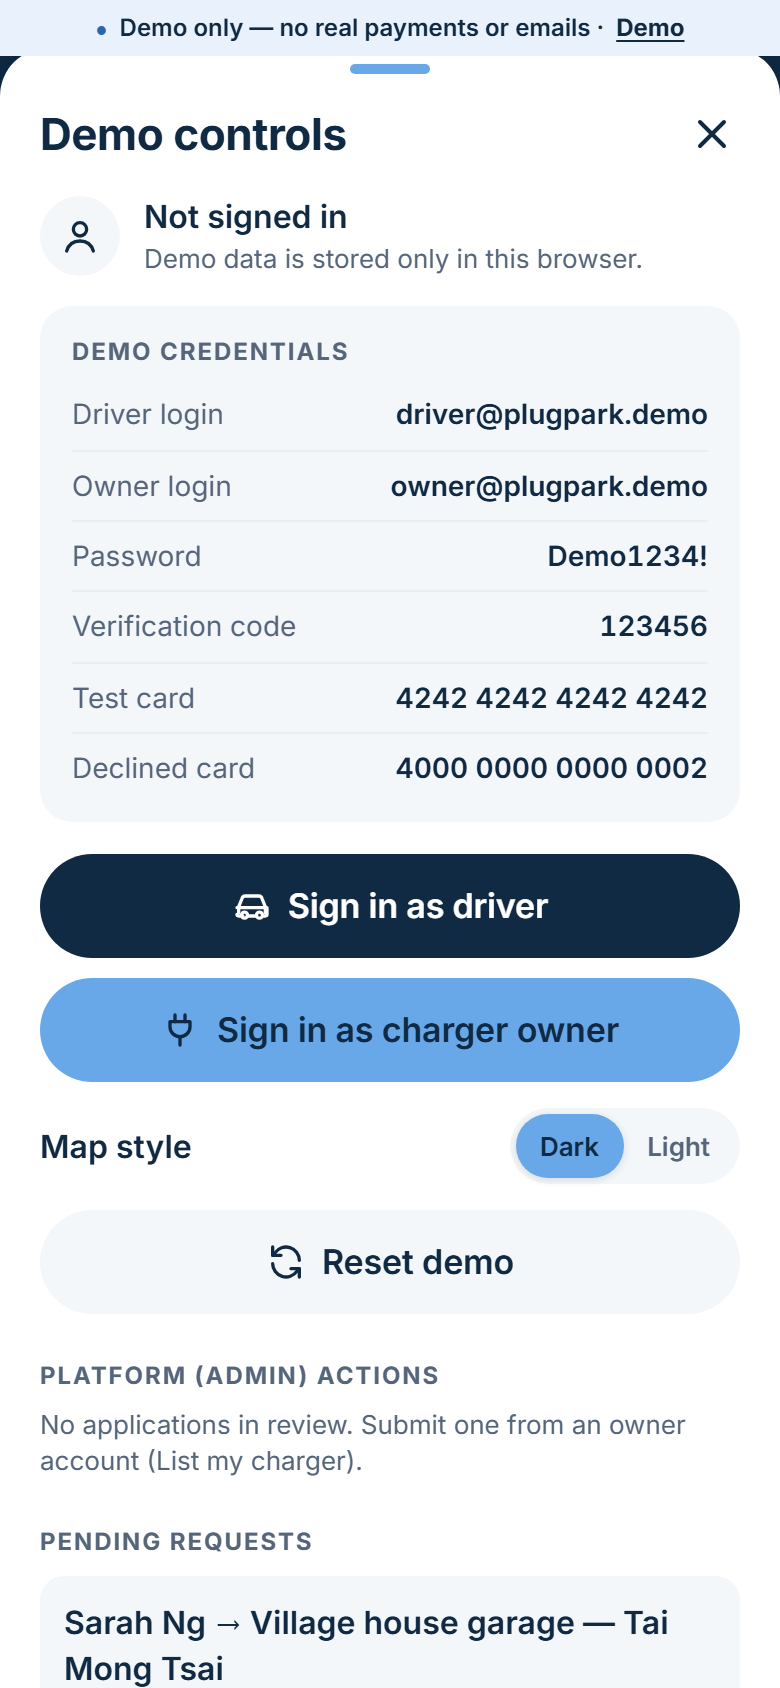 Demo only — no real payments or emails · Demo
Demo controls
Not signed in
Demo data is stored only in this browser.
DEMO CREDENTIALS
Driver login driver@plugpark.demo
Owner login owner@plugpark.demo
Password Demo1234!
Verification code 123456
Test card 4242 4242 4242 4242
Declined card 4000 0000 0000 0002
Sign in as driver
Sign in as charger owner
Map style Dark Light
Reset demo
PLATFORM (ADMIN) ACTIONS
No applications in review. Submit one from an owner
account (List my charger).
PENDING REQUESTS
Sarah Ng → Village house garage — Tai
Mong Tsai